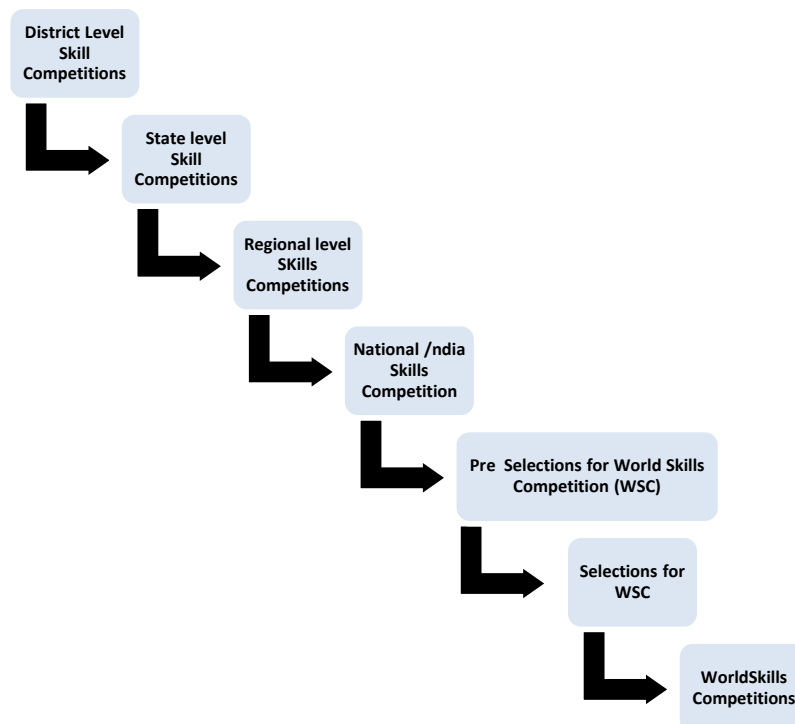 District Level
Skill
Competitions
State level
Skill
Competitions
Regional level
SKills
Competitions
National /ndia
Skills
Competition
Pre Selections for World Skills
Competition (WSC)
Selections for
WSC
WorldSkills
Competitions